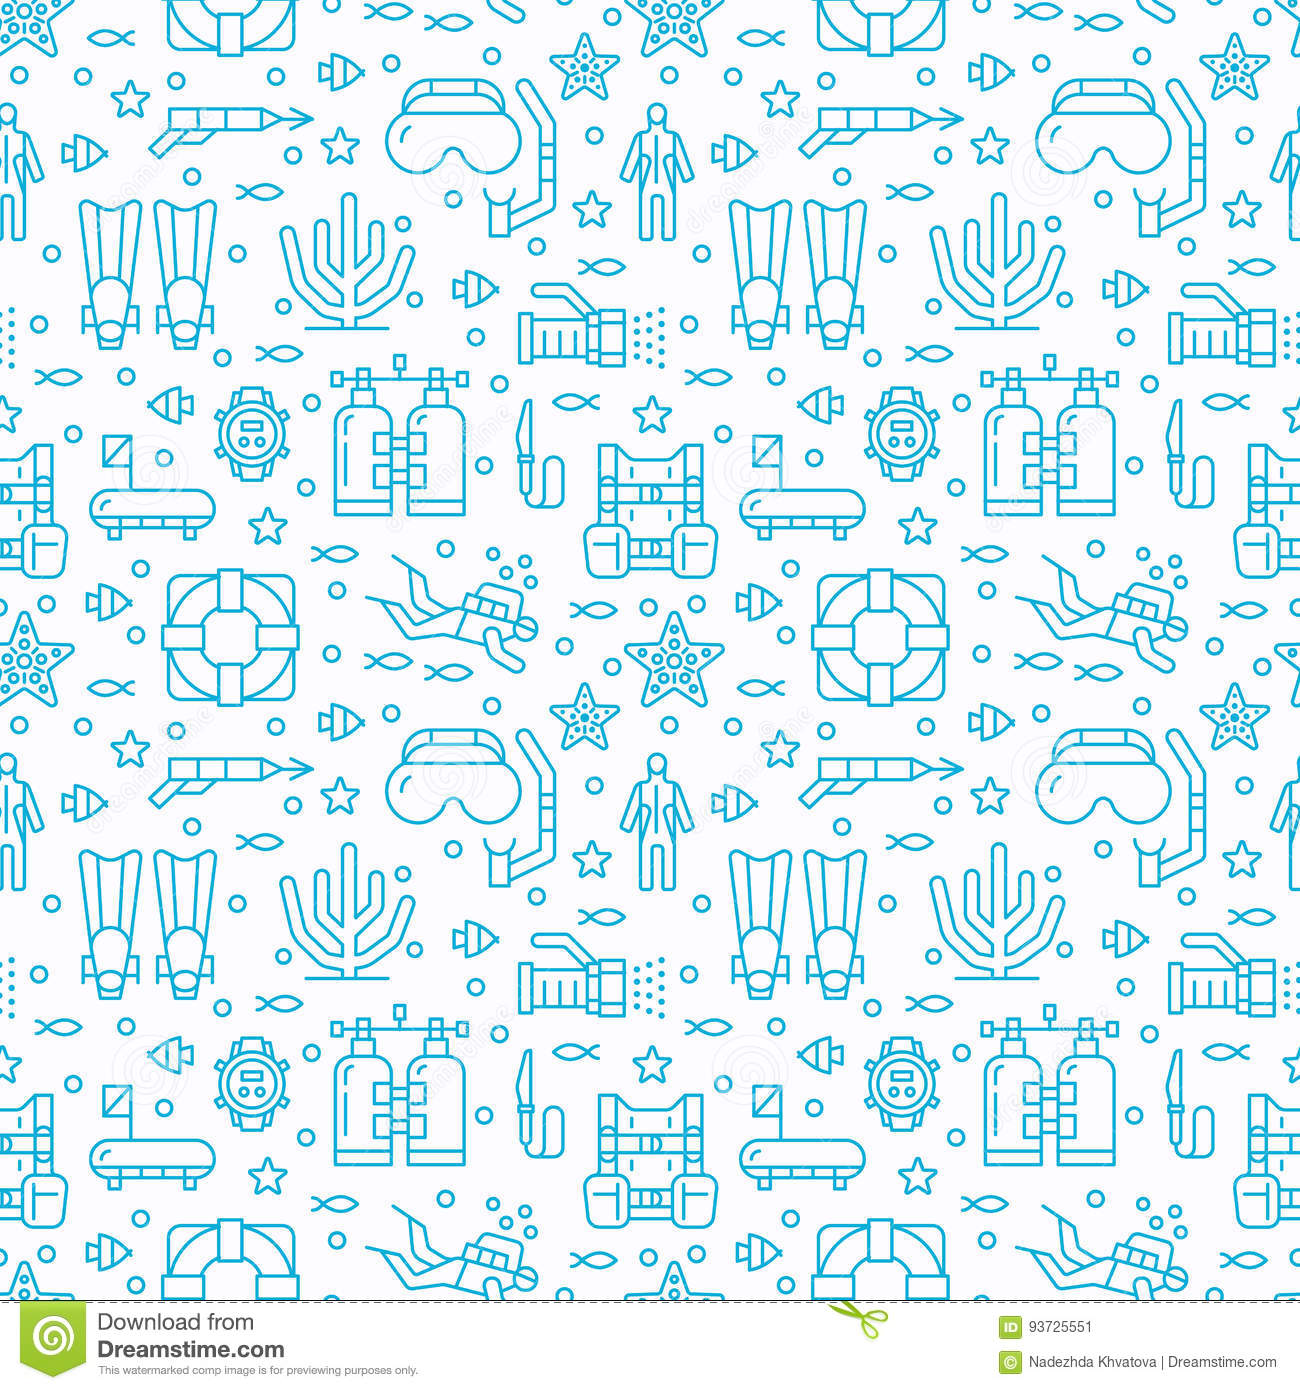 Download from
Dreamstime.com
This watermarked comp image is for previewing purposes only.
ID 93725551
© Nadezhda Khvatova | Dreamstime.com